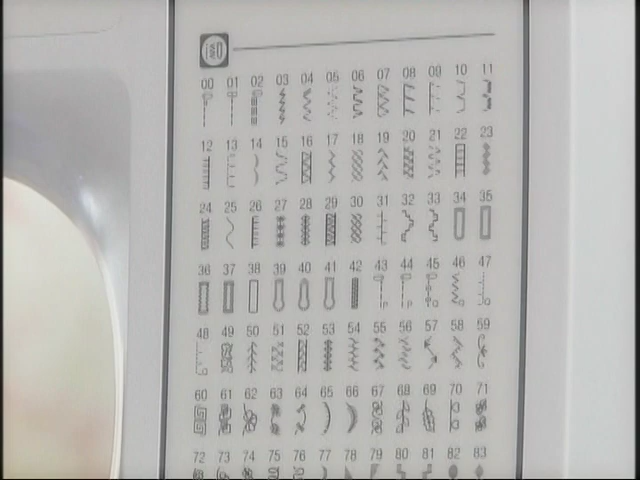 00 01 02 03 04 05 06 07 08 09 10 11
12 13 14 15 16 17 18 19 20 21 22 23
24 25 26 27 28 29 30 31 32 33 34 35
36 37 38 39 40 41 42 43 44 45 46 47
48 49 50 51 52 53 54 55 56 57 58 59
60 61 62 63 64 65 66 67 68 69 70 71
72 73 74 75 76 77 78 79 80 81 82 83